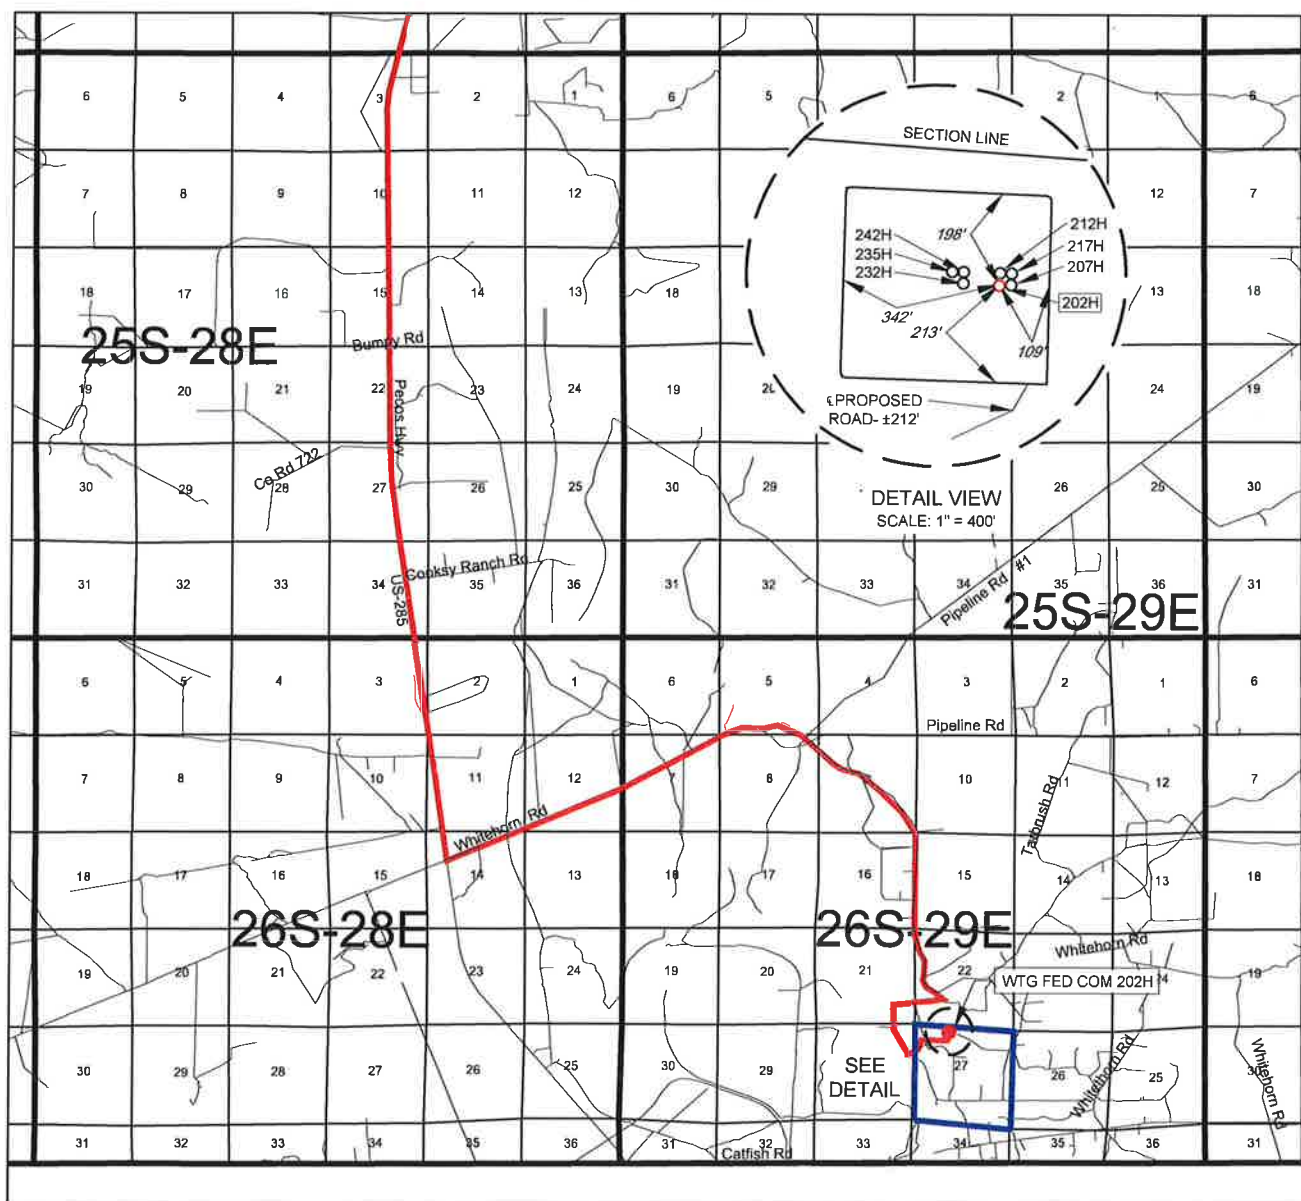 6 5 4 3 2 1 6 5 2 1 6
SECTION LINE
7 8 9 10 11 12 12 7
242H 198' 212H
235H 217H
232H 207H
202H
342'
213'
109'
18 17 16 15 14 13 18 13 18
25S-28E
Bumpy Rd
19 20 21 22 23 24 19 24 19
Pecos Hwy
℄PROPOSED
ROAD- ±212'
Co Rd 722
30 29 28 27 26 25 30 29 26 25 30
DETAIL VIEW
SCALE: 1" = 400'
Cooksy Ranch Rd
31 32 33 34 35 36 31 32 33 34 35 36 31
US-285
Pipeline Rd #1
25S-29E
6 5 4 3 2 1 6 5 4 3 2 1 6
Pipeline Rd
7 8 9 10 11 12 7 8 10 11 12 7
Whitehorn Rd
Tarbrush Rd
18 17 16 15 14 13 18 17 16 15 14 13 18
26S-28E
26S-29E
Whitehorn Rd
19 20 21 22 23 24 19 20 21 22 24 19
WTG FED COM 202H
SEE
DETAIL
30 29 28 27 26 25 30 29 27 26 25 30
Whitehorn Rd
Whitehorn Rd
31 32 33 34 35 36 31 32 33 34 35 36 31
Catfish Rd